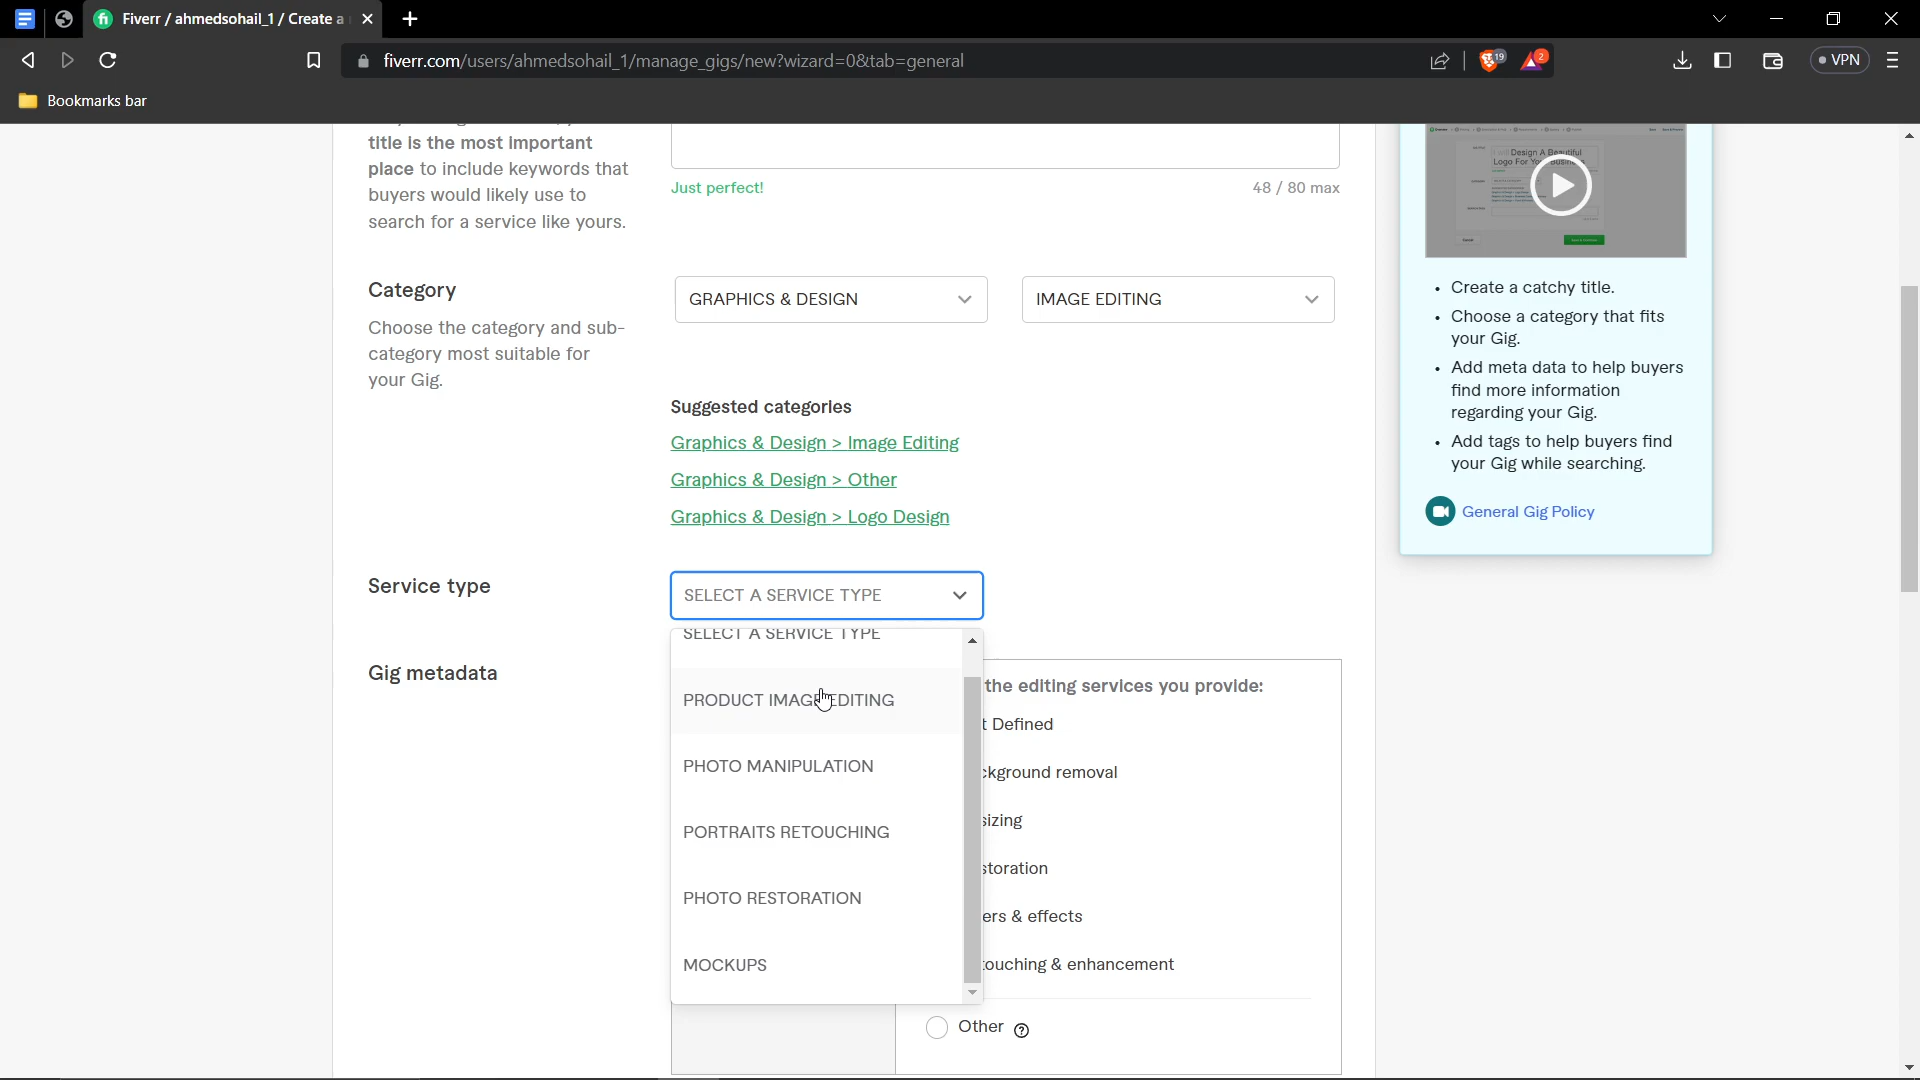 Fiverr / ahmedsohail_1 / Create a
fiverr.com/users/ahmedsohail_1/manage_gigs/new?wizard=0&tab=general
19
2
VPN
Bookmarks bar
title is the most important
place to include keywords that
buyers would likely use to
search for a service like yours.
Just perfect!
48 / 80 max
Category
Choose the category and sub-
category most suitable for
your Gig.
GRAPHICS & DESIGN
IMAGE EDITING
Suggested categories
Graphics & Design > Image Editing
Graphics & Design > Other
Graphics & Design > Logo Design
Service type
SELECT A SERVICE TYPE
SELECT A SERVICE TYPE
PRODUCT IMAGE EDITING
PHOTO MANIPULATION
PORTRAITS RETOUCHING
PHOTO RESTORATION
MOCKUPS
Gig metadata
the editing services you provide:
t Defined
ckground removal
sizing
storation
ers & effects
touching & enhancement
Other
Design A Beautiful
Logo For Your Business
Create a catchy title.
Choose a category that fits
your Gig.
Add meta data to help buyers
find more information
regarding your Gig.
Add tags to help buyers find
your Gig while searching.
General Gig Policy